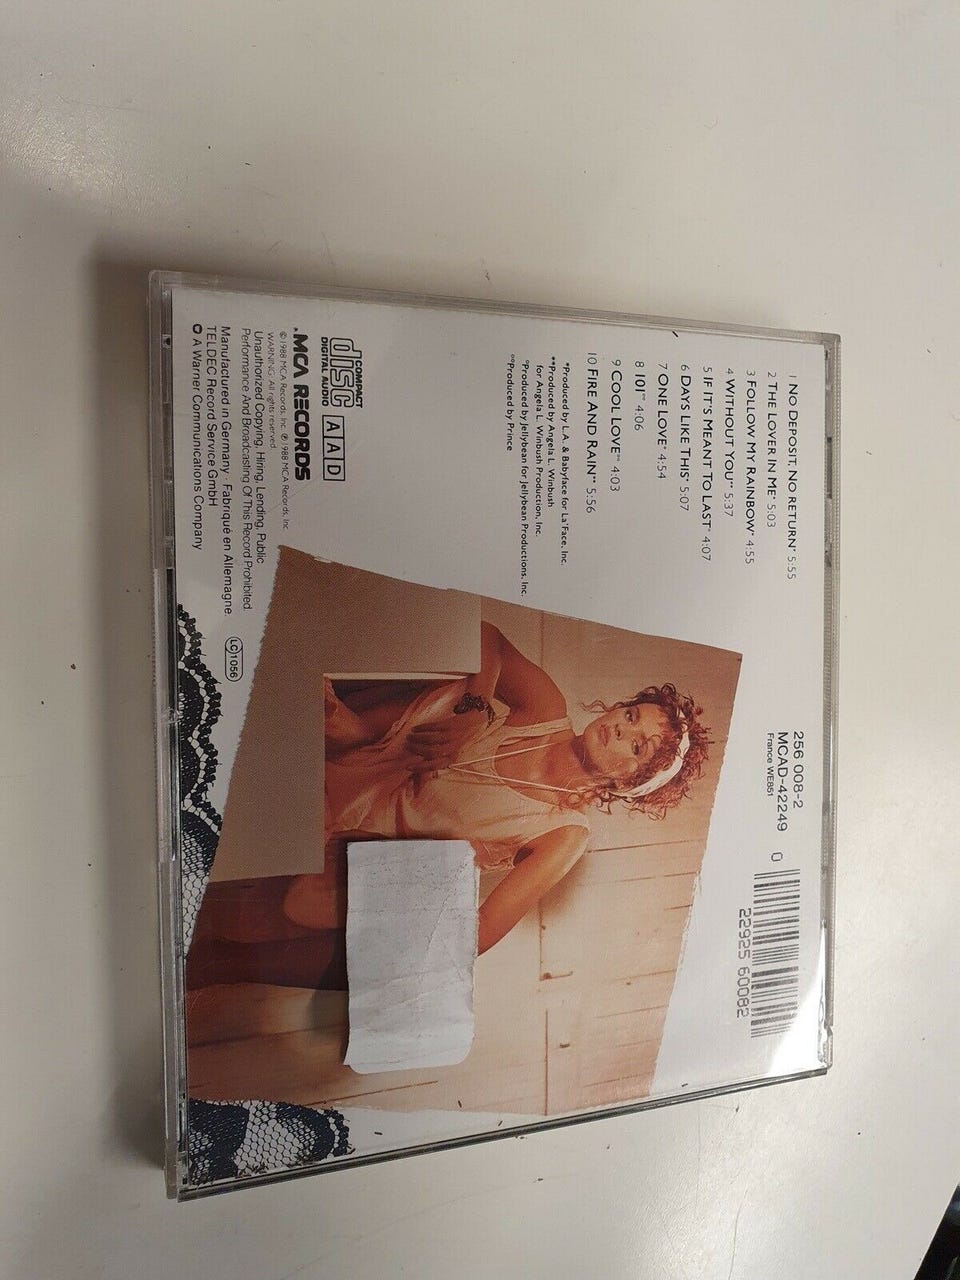 1 NO DEPOSIT, NO RETURN* 5:55
2 THE LOVER IN ME* 5:03
3 FOLLOW MY RAINBOW* 4:55
4 WITHOUT YOU** 5:37
5 IF IT'S MEANT TO LAST* 4:07
6 DAYS LIKE THIS° 5:07
7 ONE LOVE° 4:54
8 101°° 4:06
9 COOL LOVE°° 4:03
10 FIRE AND RAIN** 5:56
*Produced by L.A. & Babyface for La'Face, Inc.
**Produced by Angela L. Winbush
for Angela L. Winbush Production, Inc.
°Produced by Jellybean for Jellybean Productions, Inc.
°°Produced by Prince
256 008-2
MCAD-42249
France WE851
0 22925 60082
COMPACT
disc
DIGITAL AUDIO
AAD
MCA RECORDS
© 1988 MCA Records, Inc. ℗ 1988 MCA Records, Inc.
WARNING: All rights reserved.
Unauthorized Copying, Hiring, Lending, Public
Performance And Broadcasting Of This Record Prohibited.
Manufactured in Germany · Fabriqué en Allemagne
TELDEC Record Service GmbH
A Warner Communications Company
LC 1056